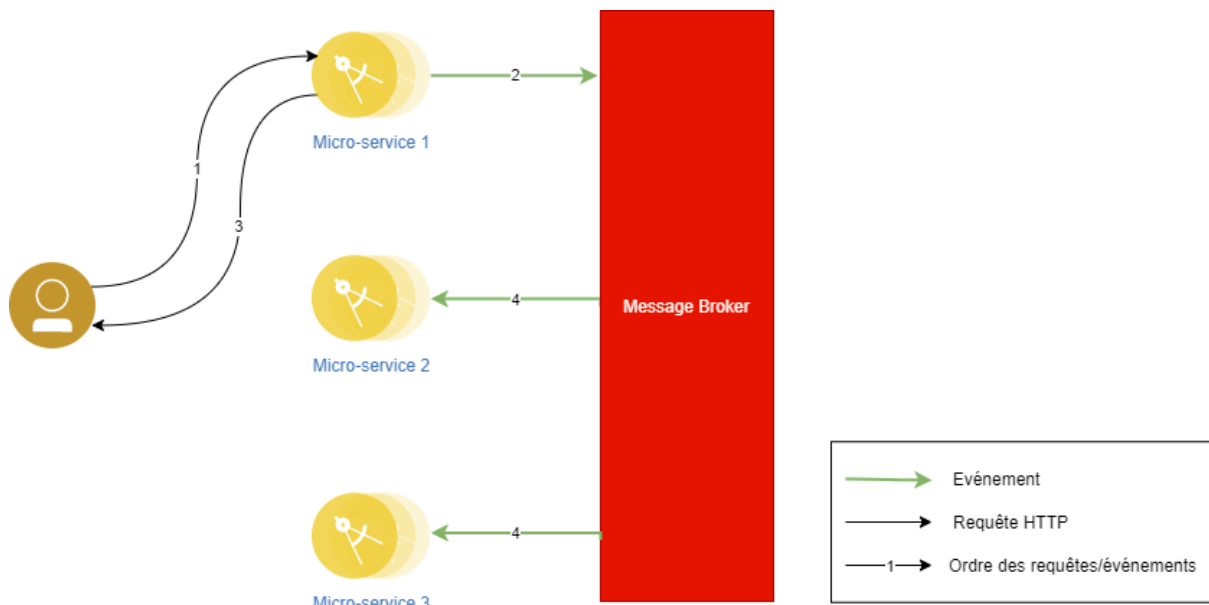 2
Micro-service 1
1
3
4
Message Broker
Micro-service 2
4
Micro-service 3
Evénement
Requête HTTP
1
Ordre des requêtes/événements